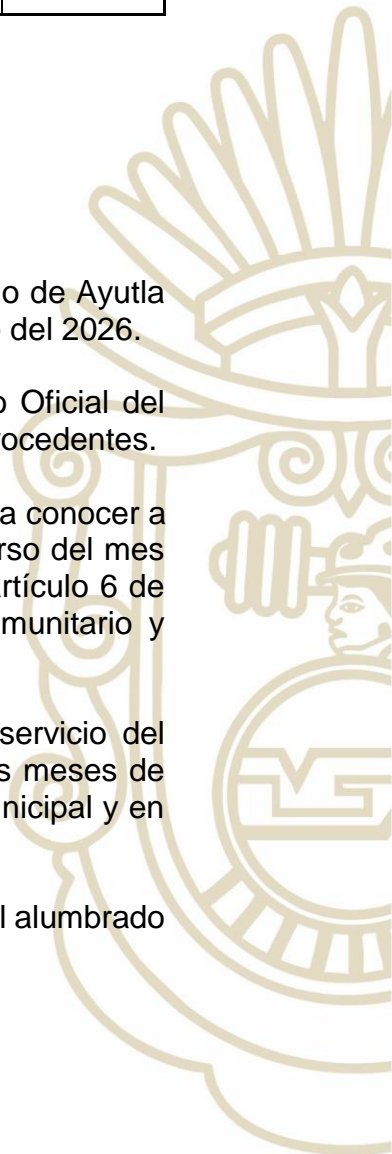 o de Ayutla
del 2026.
o Oficial del
rocedentes.
a conocer a
rso del mes
rtículo 6 de
munitario y
servicio del
s meses de
nicipal y en
l alumbrado